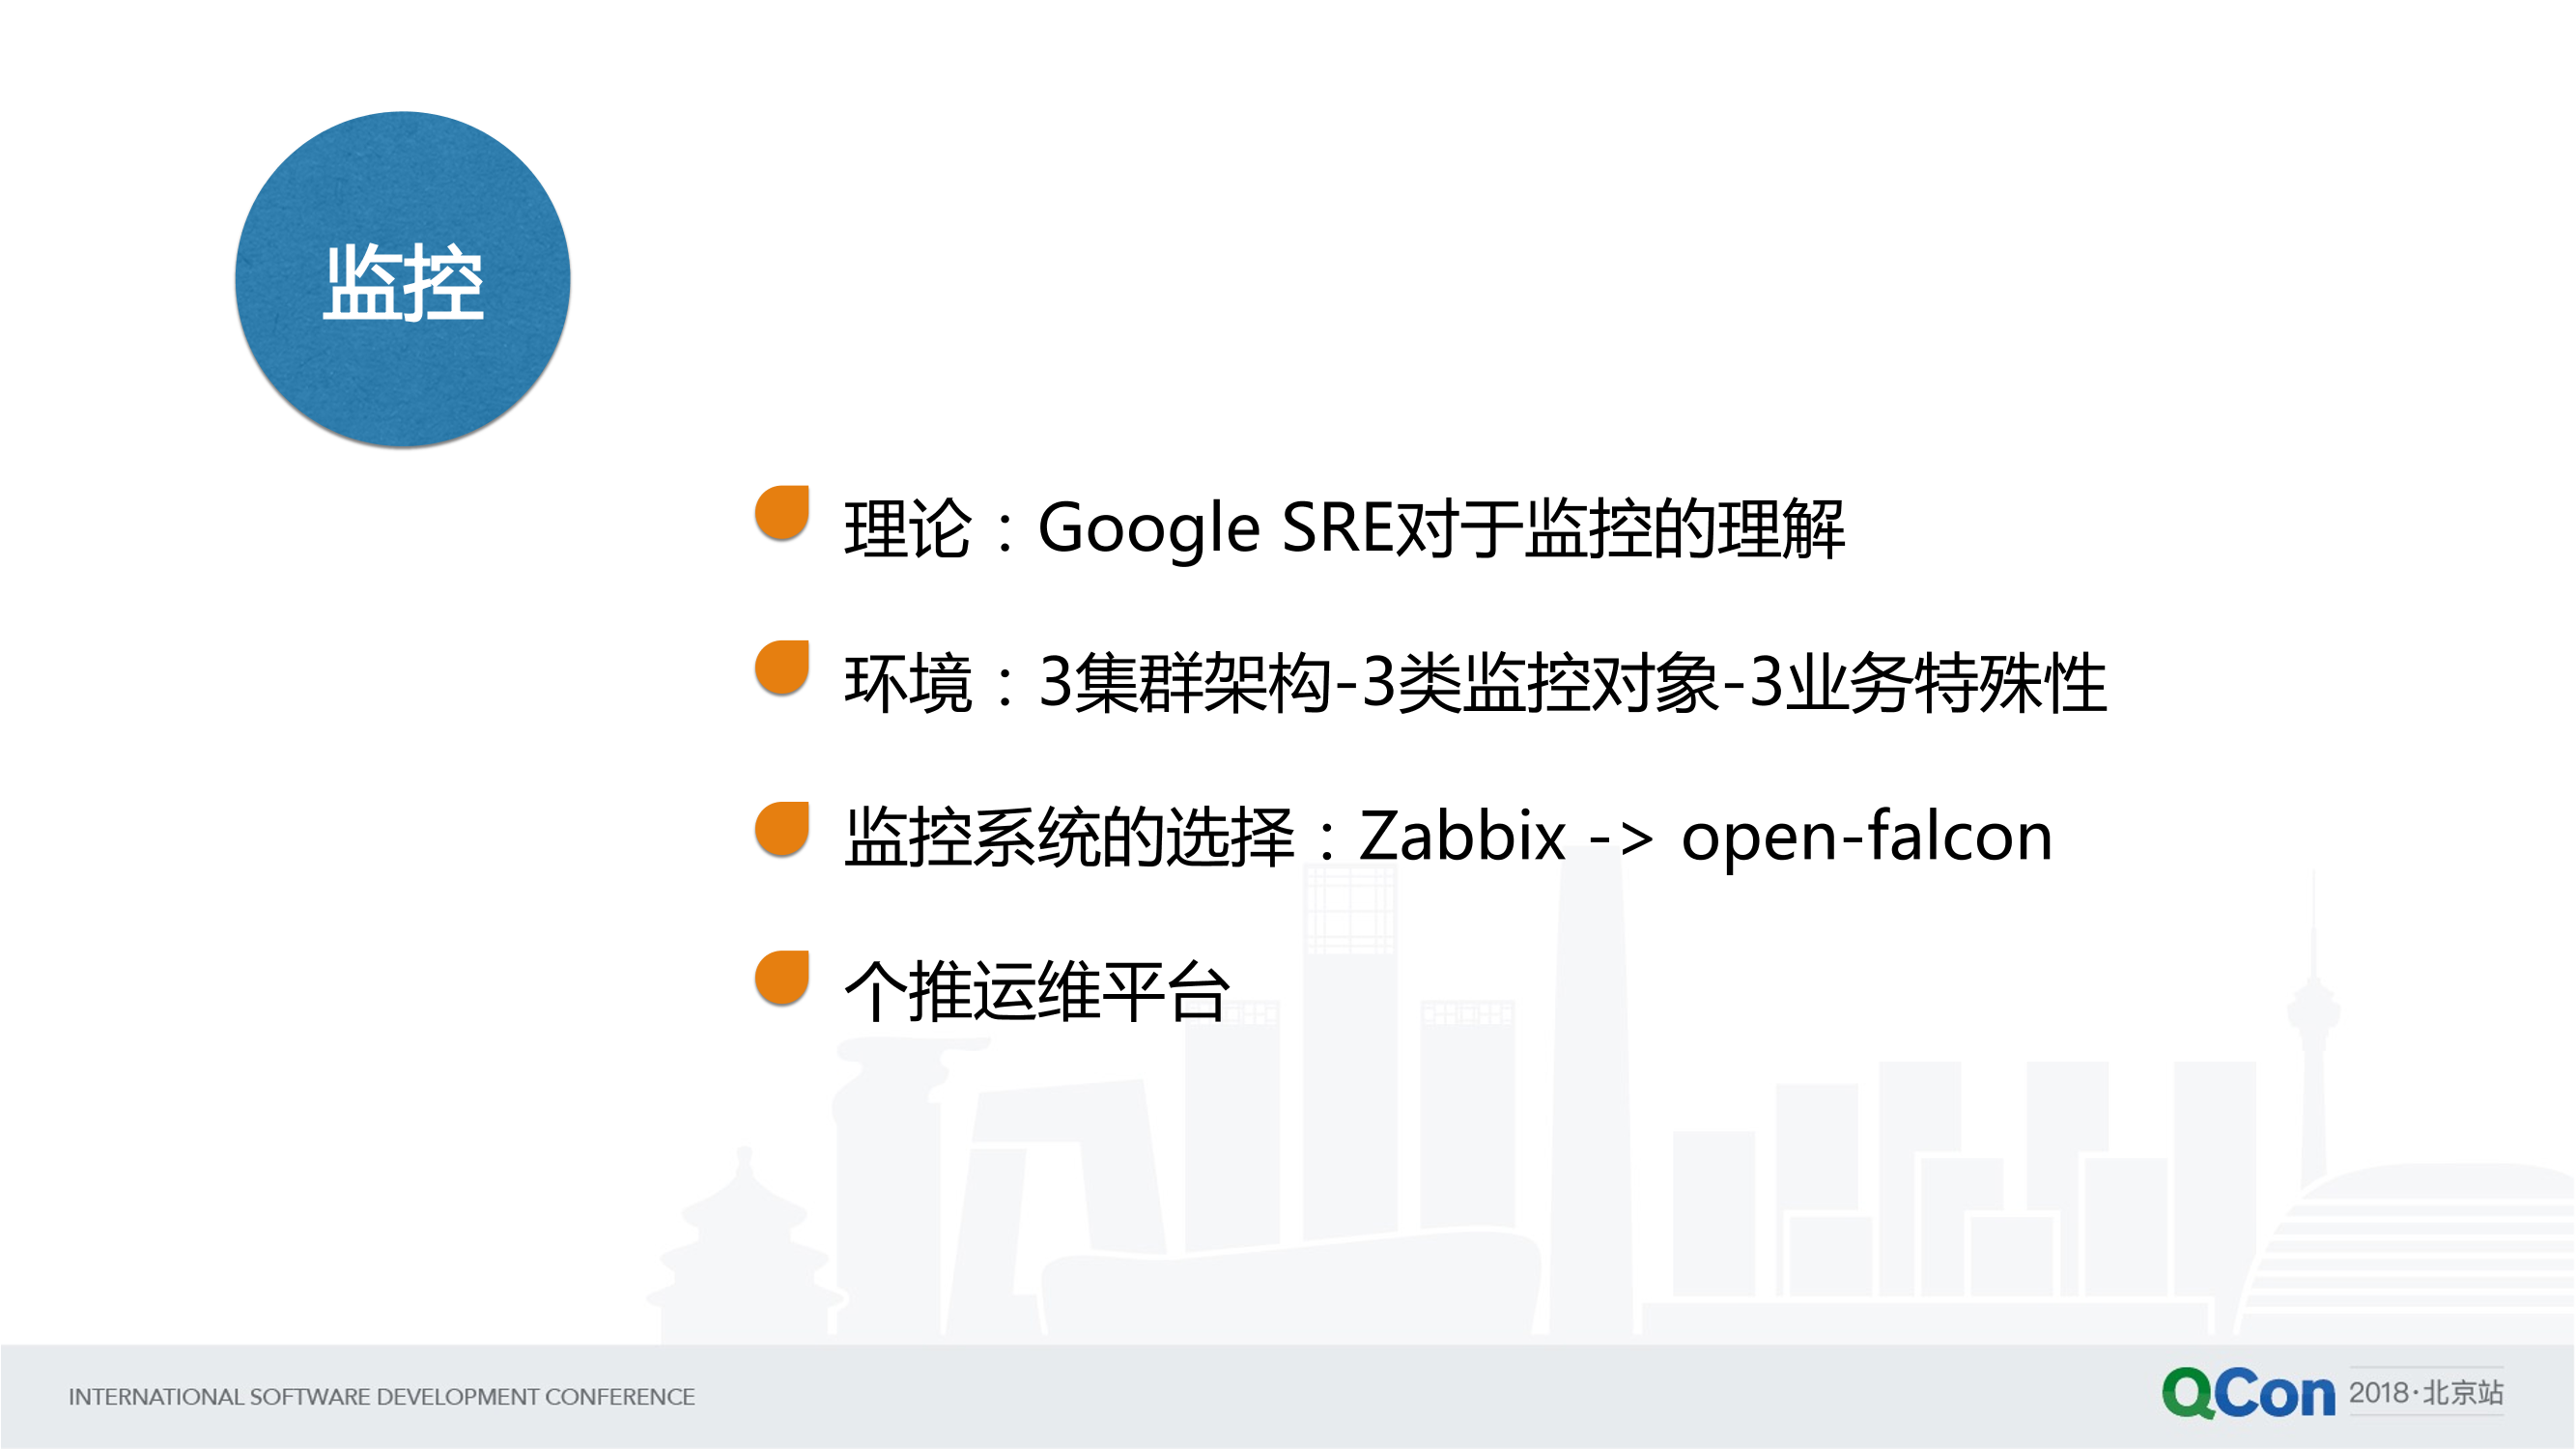 监控
理论：Google SRE对于监控的理解
环境：3集群架构-3类监控对象-3业务特殊性
监控系统的选择：Zabbix -> open-falcon
个推运维平台
INTERNATIONAL SOFTWARE DEVELOPMENT CONFERENCE
QCon 2018·北京站